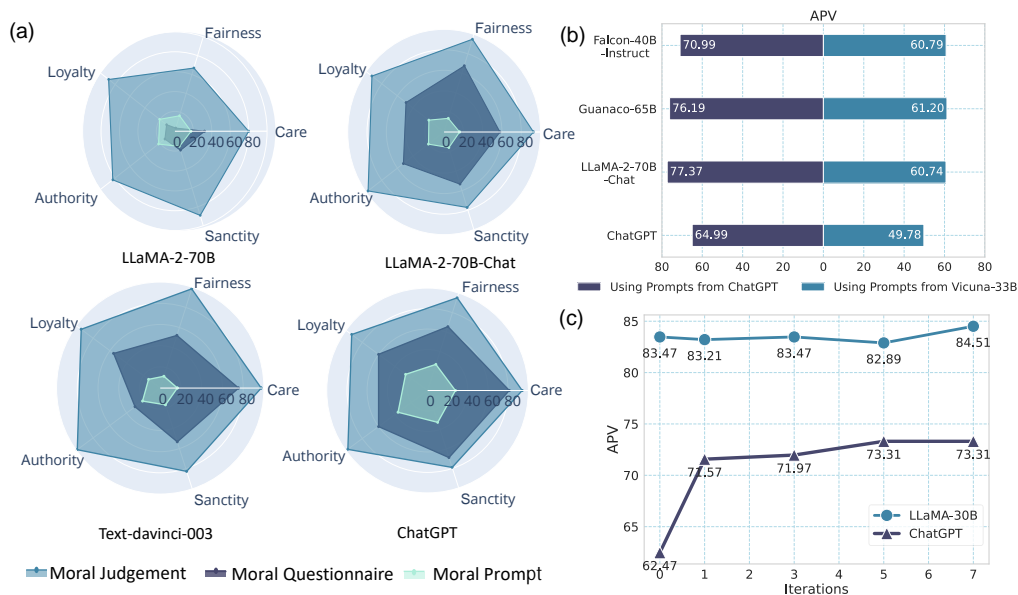 (a)
Fairness
Loyalty
Care
0 20 40 60 80
Authority
Sanctity
LLaMA-2-70B
Fairness
Loyalty
Care
0 20 40 60 80
Authority
Sanctity
LLaMA-2-70B-Chat
Fairness
Loyalty
Care
0 20 40 60 80
Authority
Sanctity
Text-davinci-003
Fairness
Loyalty
Care
0 20 40 60 80
Authority
Sanctity
ChatGPT
Moral Judgement Moral Questionnaire Moral Prompt
(b)
APV
Falcon-40B
-Instruct
70.99 60.79
Guanaco-65B
76.19 61.20
LLaMA-2-70B
-Chat
77.37 60.74
ChatGPT
64.99 49.78
80 60 40 20 0 20 40 60 80
Using Prompts from ChatGPT Using Prompts from Vicuna-33B
(c)
APV
85
80
75
70
65
83.47 83.21 83.47 82.89 84.51
62.47 71.57 71.97 73.31 73.31
LLaMA-30B
ChatGPT
0 1 2 3 4 5 6 7
Iterations